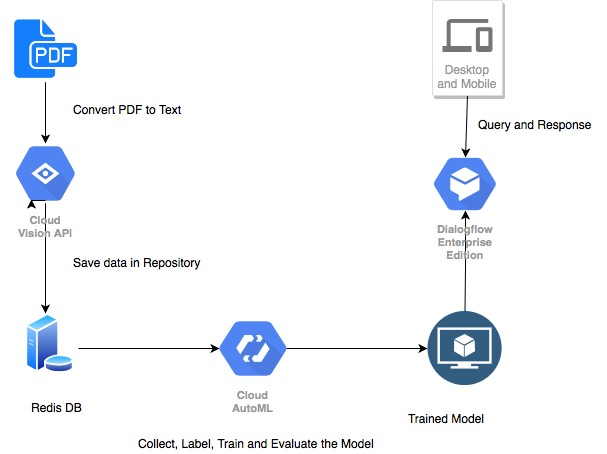 PDF
Desktop
and Mobile
Convert PDF to Text
Query and Response
Cloud
Vision API
Dialogflow
Enterprise
Edition
Save data in Repository
Redis DB
Cloud
AutoML
Trained Model
Collect, Label, Train and Evaluate the Model